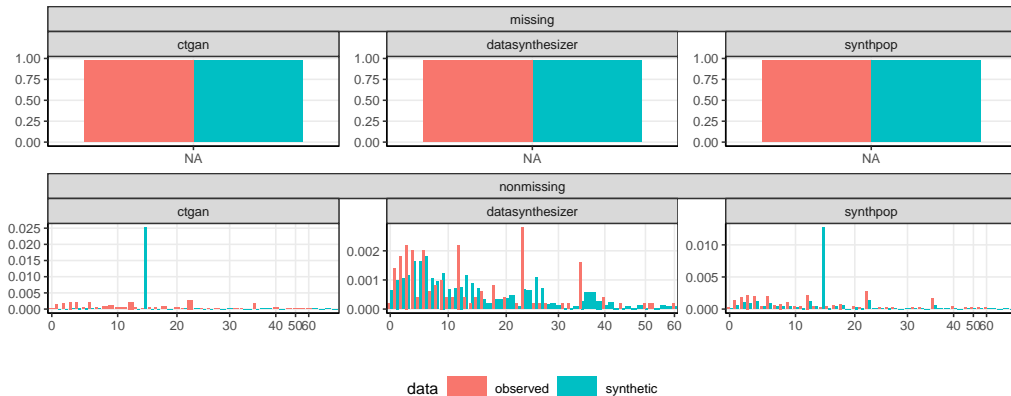 missing
ctgan datasynthesizer synthpop
1.00 1.00 1.00
0.75 0.75 0.75
0.50 0.50 0.50
0.25 0.25 0.25
0.00 0.00 0.00
NA NA NA
nonmissing
ctgan datasynthesizer synthpop
0.025
0.020
0.015
0.010
0.005
0.000
0.002
0.001
0.000
0.010
0.005
0.000
0 10 20 30 40 50 60
0 10 20 30 40 50 60
0 10 20 30 40 50 60
data observed synthetic